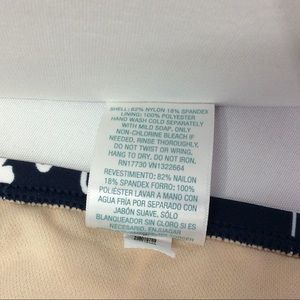 SHELL: 82% NYLON 18% SPANDEX
LINING: 100% POLYESTER
HAND WASH COLD SEPARATELY
WITH MILD SOAP, ONLY
NON-CHLORINE BLEACH IF
NEEDED, RINSE THOROUGHLY,
DO NOT TWIST OR WRING,
HANG TO DRY, DO NOT IRON,
RN17730 VN1322664
REVESTIMIENTO: 82% NAILON
18% SPANDEX FORRO: 100%
POLIÉSTER LAVAR A MANO CON
AGUA FRÍA POR SEPARADO CON
JABÓN SUAVE, SÓLO
BLANQUEADOR SIN CLORO SI ES
NECESARIO, ENJUAGAR